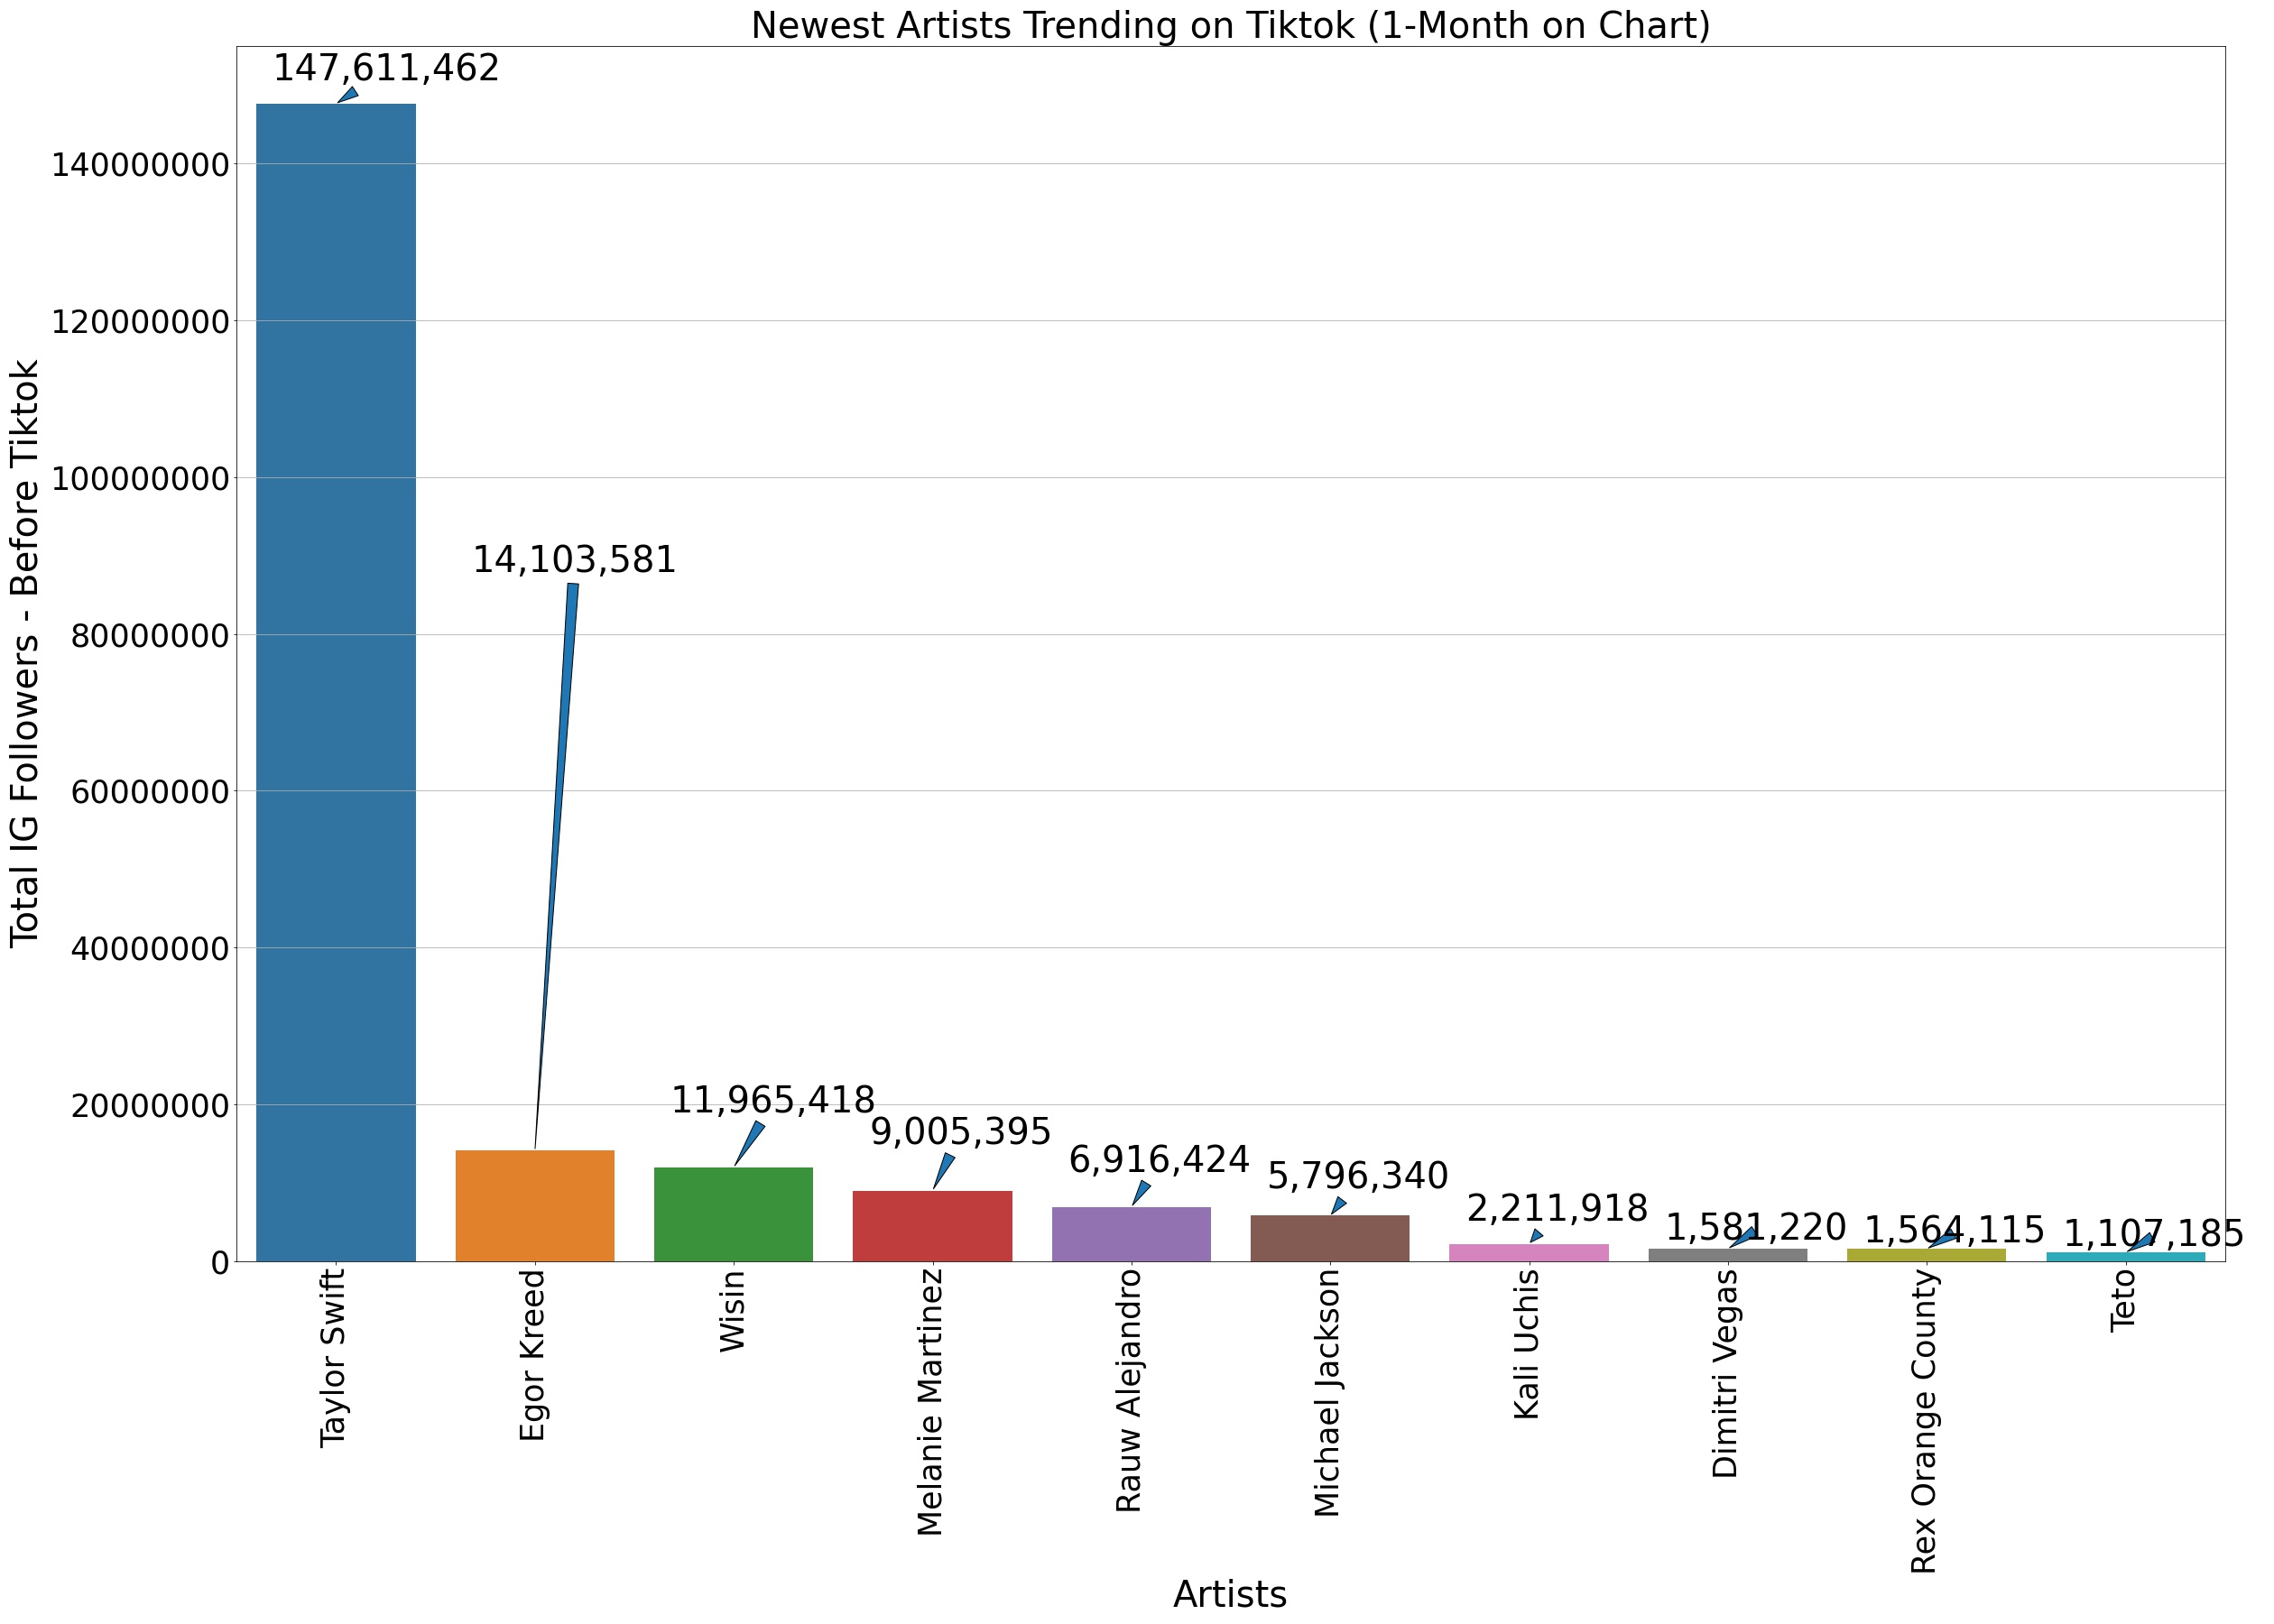 Newest Artists Trending on Tiktok (1-Month on Chart)
Total IG Followers - Before Tiktok
140000000
120000000
100000000
80000000
60000000
40000000
20000000
0
147,611,462
14,103,581
11,965,418
9,005,395
6,916,424
5,796,340
2,211,918
1,581,220
1,564,115
1,107,185
Taylor Swift
Egor Kreed
Wisin
Melanie Martinez
Rauw Alejandro
Michael Jackson
Kali Uchis
Dimitri Vegas
Rex Orange County
Teto
Artists